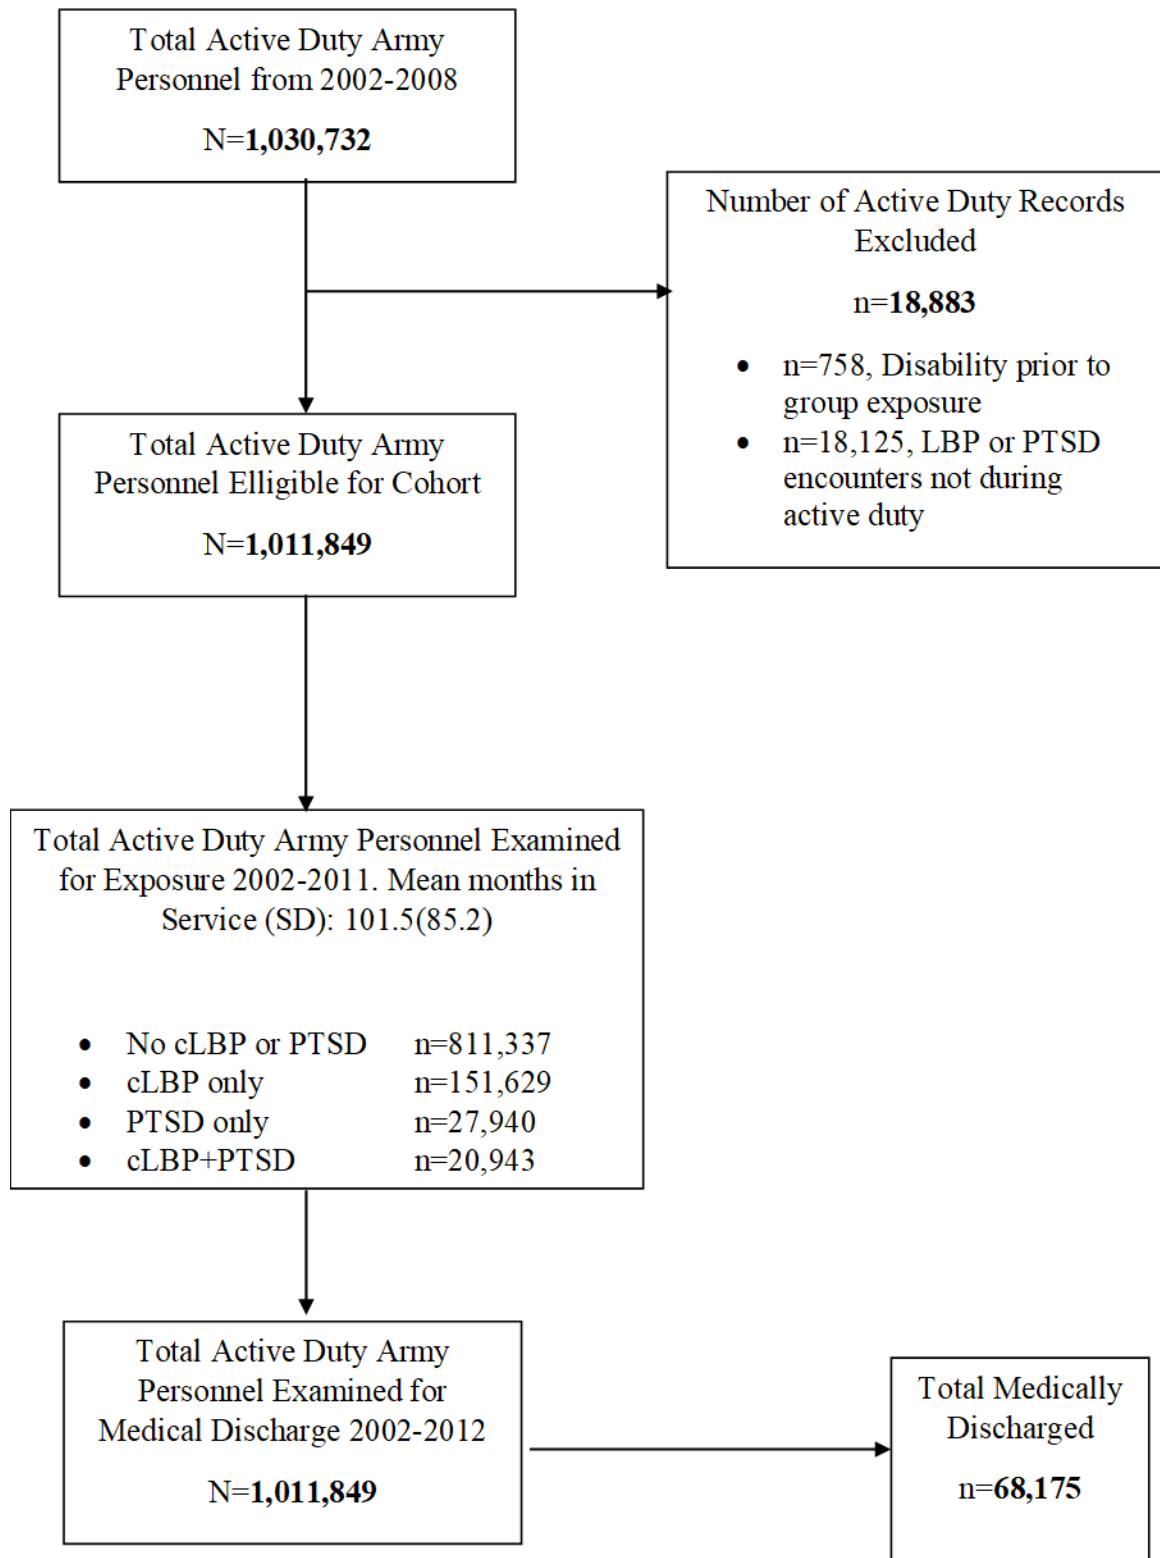 Total Active Duty Army
Personnel from 2002-2008
N=1,030,732
Number of Active Duty Records
Excluded
n=18,883
• n=758, Disability prior to
group exposure
• n=18,125, LBP or PTSD
encounters not during
active duty
Total Active Duty Army
Personnel Elligible for Cohort
N=1,011,849
Total Active Duty Army Personnel Examined
for Exposure 2002-2011. Mean months in
Service (SD): 101.5(85.2)
• No cLBP or PTSD n=811,337
• cLBP only n=151,629
• PTSD only n=27,940
• cLBP+PTSD n=20,943
Total Active Duty Army
Personnel Examined for
Medical Discharge 2002-2012
N=1,011,849
Total Medically
Discharged
n=68,175